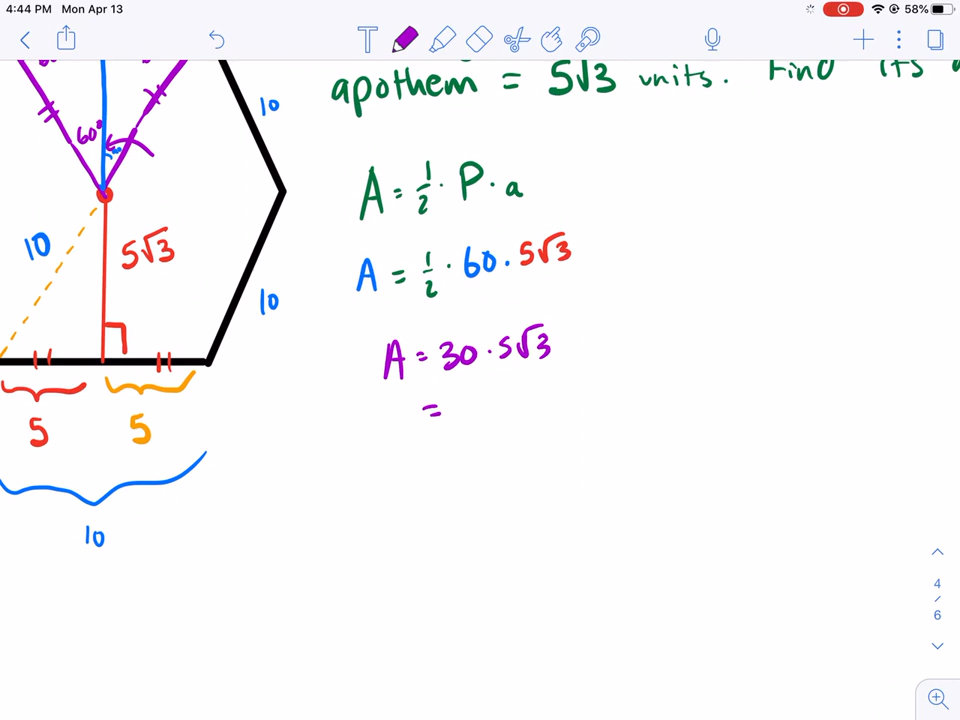 4:44 PM Mon Apr 13
58%
apothem = 5√3 units. Find its
10
60°
A = 1/2 · P · a
10
5√3
A = 1/2 · 60 · 5√3
10
A = 30 · 5√3
=
5
5
10
4
/
6